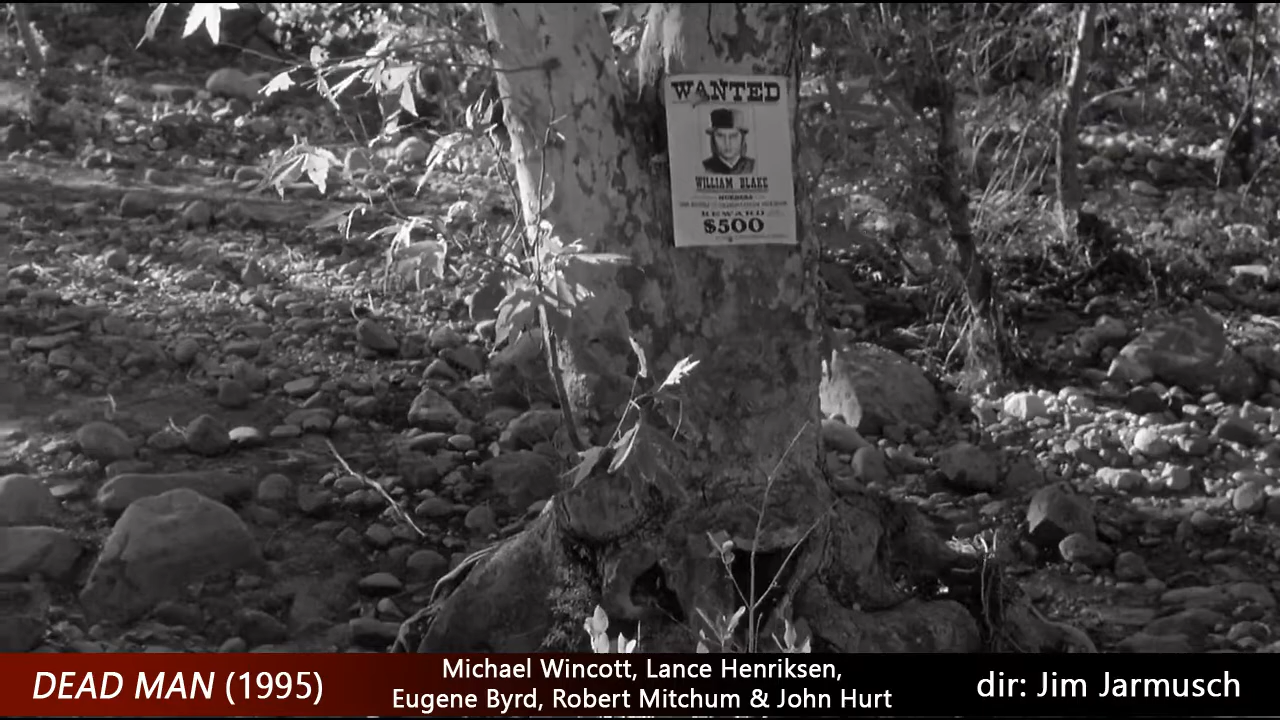 WANTED
WILLIAM BLAKE
MURDERS
REWARD
$500
DEAD MAN (1995)
Michael Wincott, Lance Henriksen,
Eugene Byrd, Robert Mitchum & John Hurt
dir: Jim Jarmusch